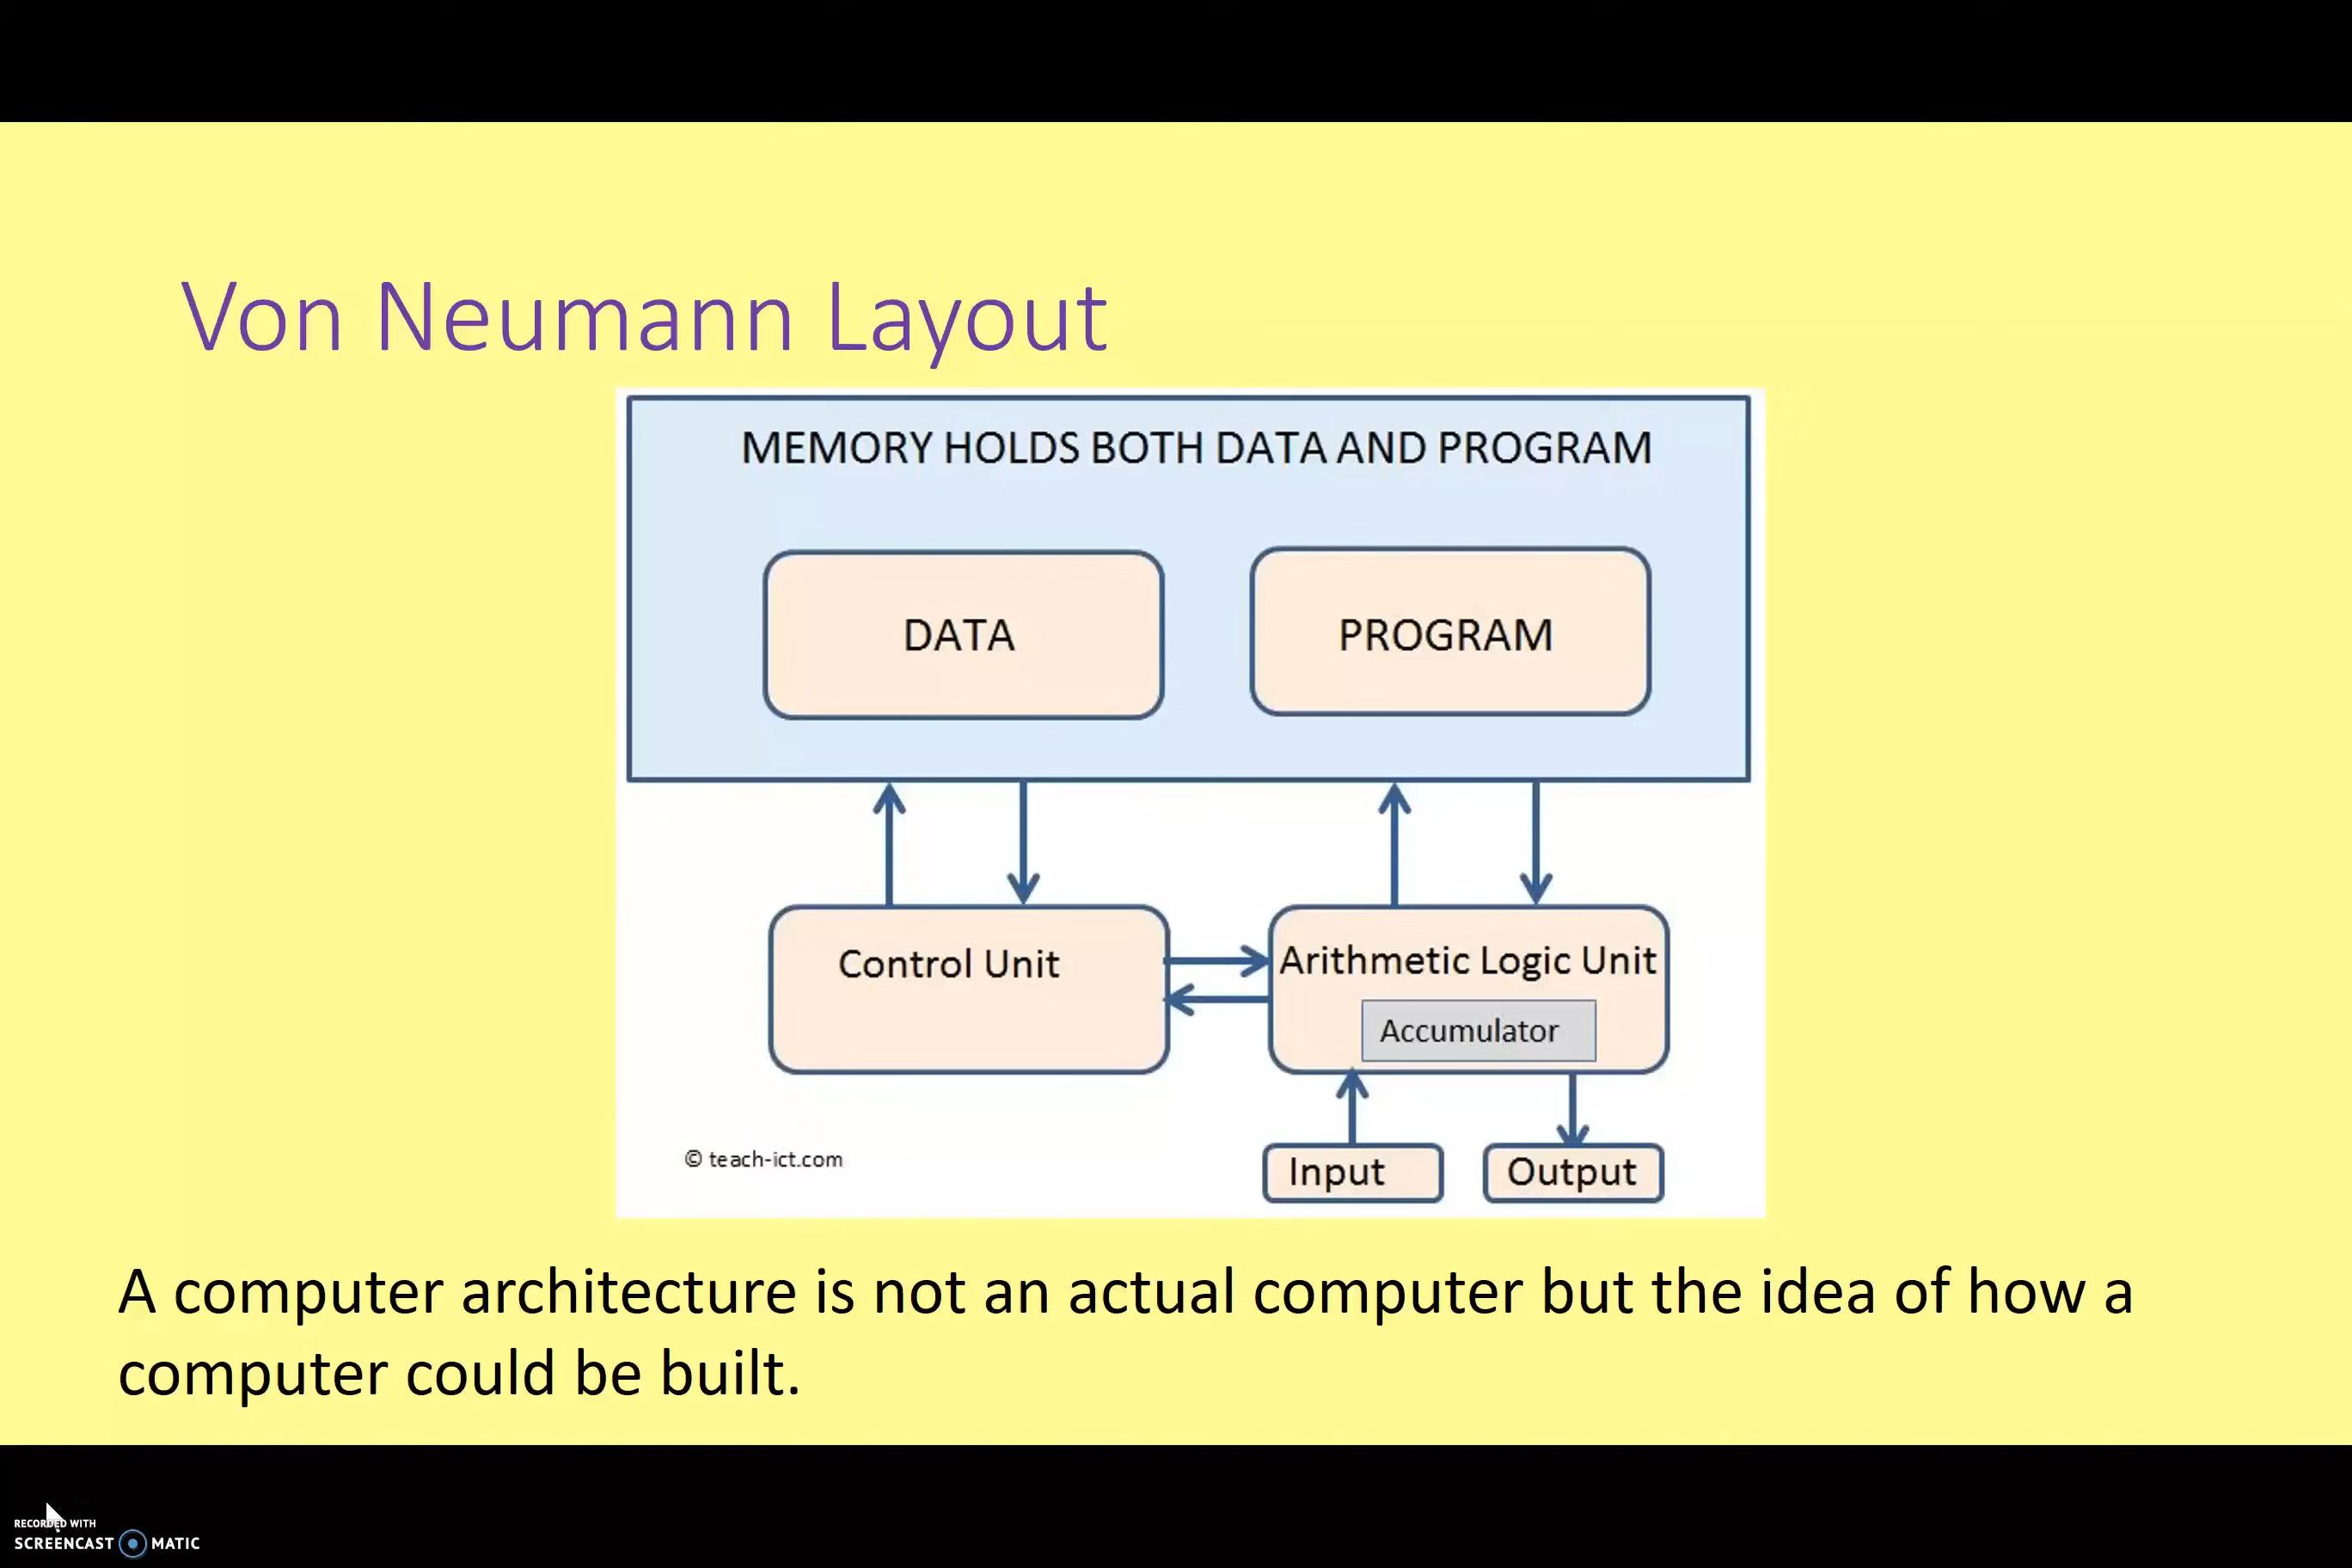 Von Neumann Layout
MEMORY HOLDS BOTH DATA AND PROGRAM
DATA
PROGRAM
Control Unit
Arithmetic Logic Unit
Accumulator
© teach-ict.com
Input
Output
A computer architecture is not an actual computer but the idea of how a
computer could be built.
RECORDED WITH
SCREENCAST MATIC